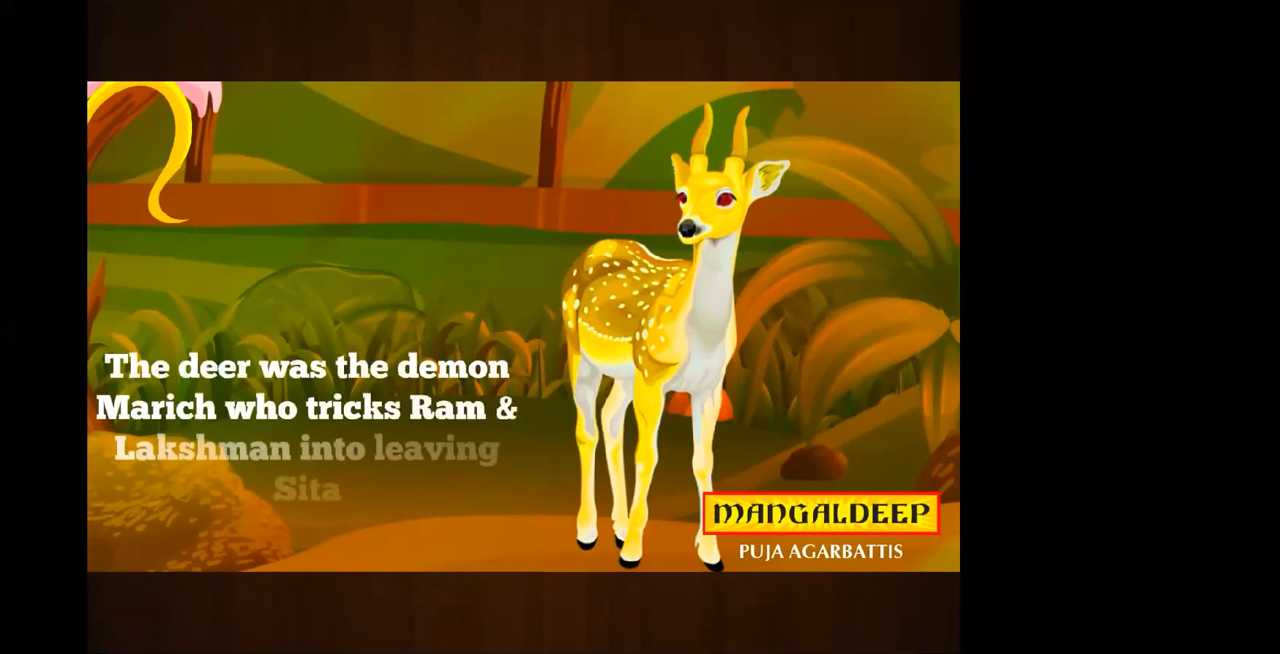 The deer was the demon
Marich who tricks Ram &
Lakshman into leaving
Sita
MANGALDEEP
PUJA AGARBATTIS